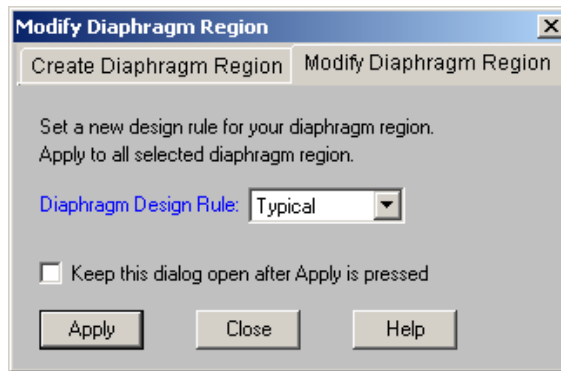 Modify Diaphragm Region
Create Diaphragm Region Modify Diaphragm Region
Set a new design rule for your diaphragm region.
Apply to all selected diaphragm region.
Diaphragm Design Rule: Typical
Keep this dialog open after Apply is pressed
Apply Close Help